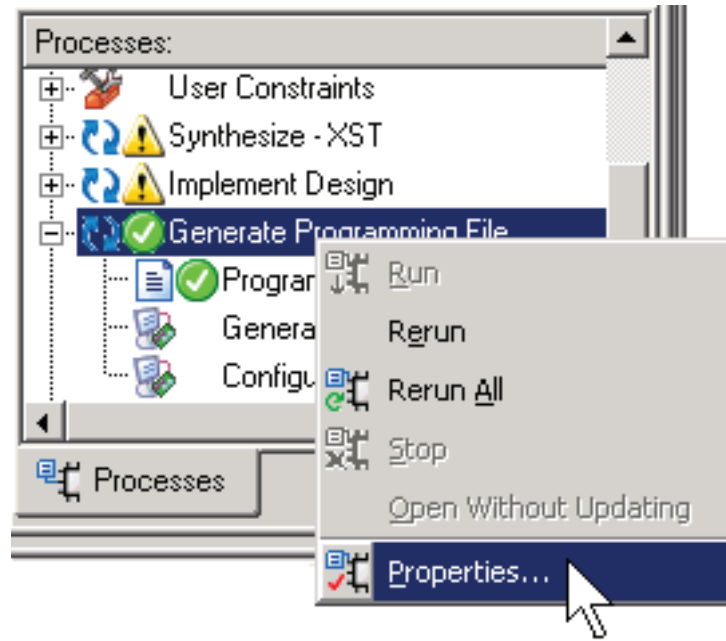 Processes:
User Constraints
Synthesize - XST
Implement Design
Generate Programming File
Run
Rerun
Rerun All
Stop
Open Without Updating
Properties...
Processes